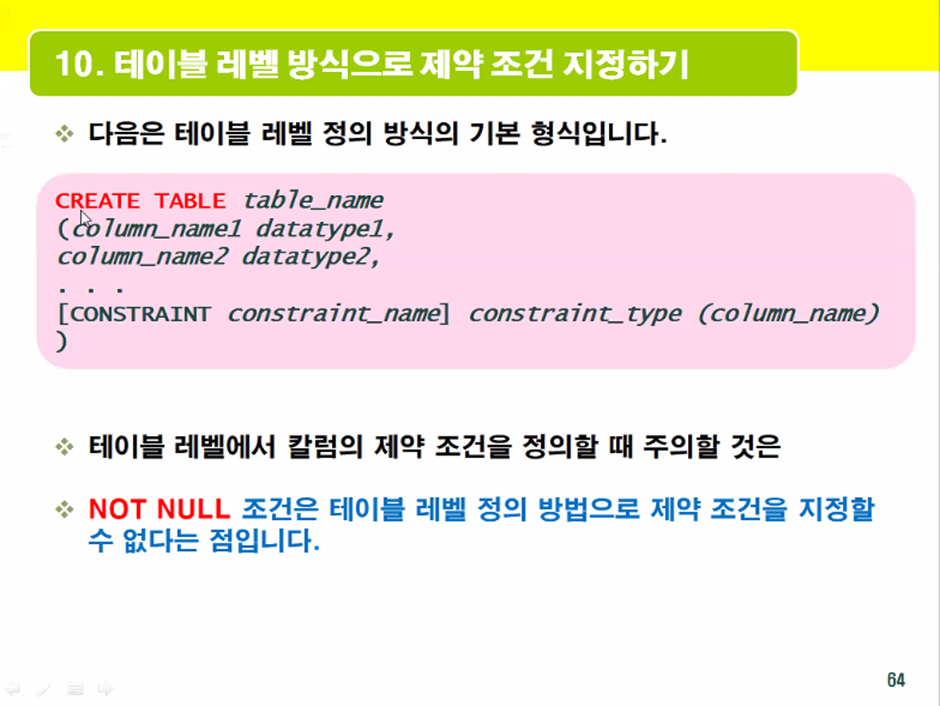 10. 테이블 레벨 방식으로 제약 조건 지정하기
다음은 테이블 레벨 정의 방식의 기본 형식입니다.
CREATE TABLE table_name
(column_name1 datatype1,
column_name2 datatype2,
. . .
[CONSTRAINT constraint_name] constraint_type (column_name)
)
테이블 레벨에서 칼럼의 제약 조건을 정의할 때 주의할 것은
NOT NULL 조건은 테이블 레벨 정의 방법으로 제약 조건을 지정할
수 없다는 점입니다.
64